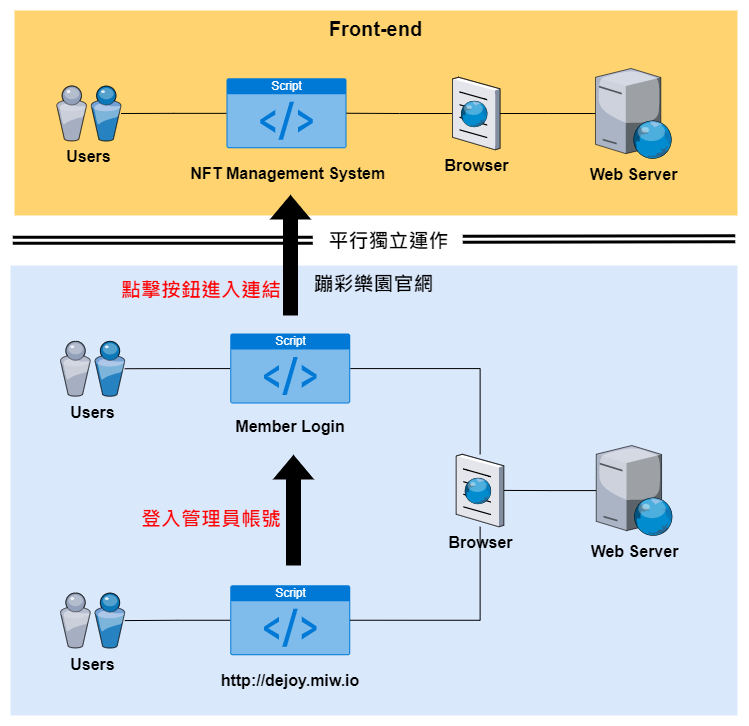 Front-end
Script
Users
NFT Management System
Browser
Web Server
平行獨立運作
點擊按鈕進入連結
蹦彩樂園官網
Script
Users
Member Login
登入管理員帳號
Browser
Web Server
Script
Users
http://dejoy.miw.io